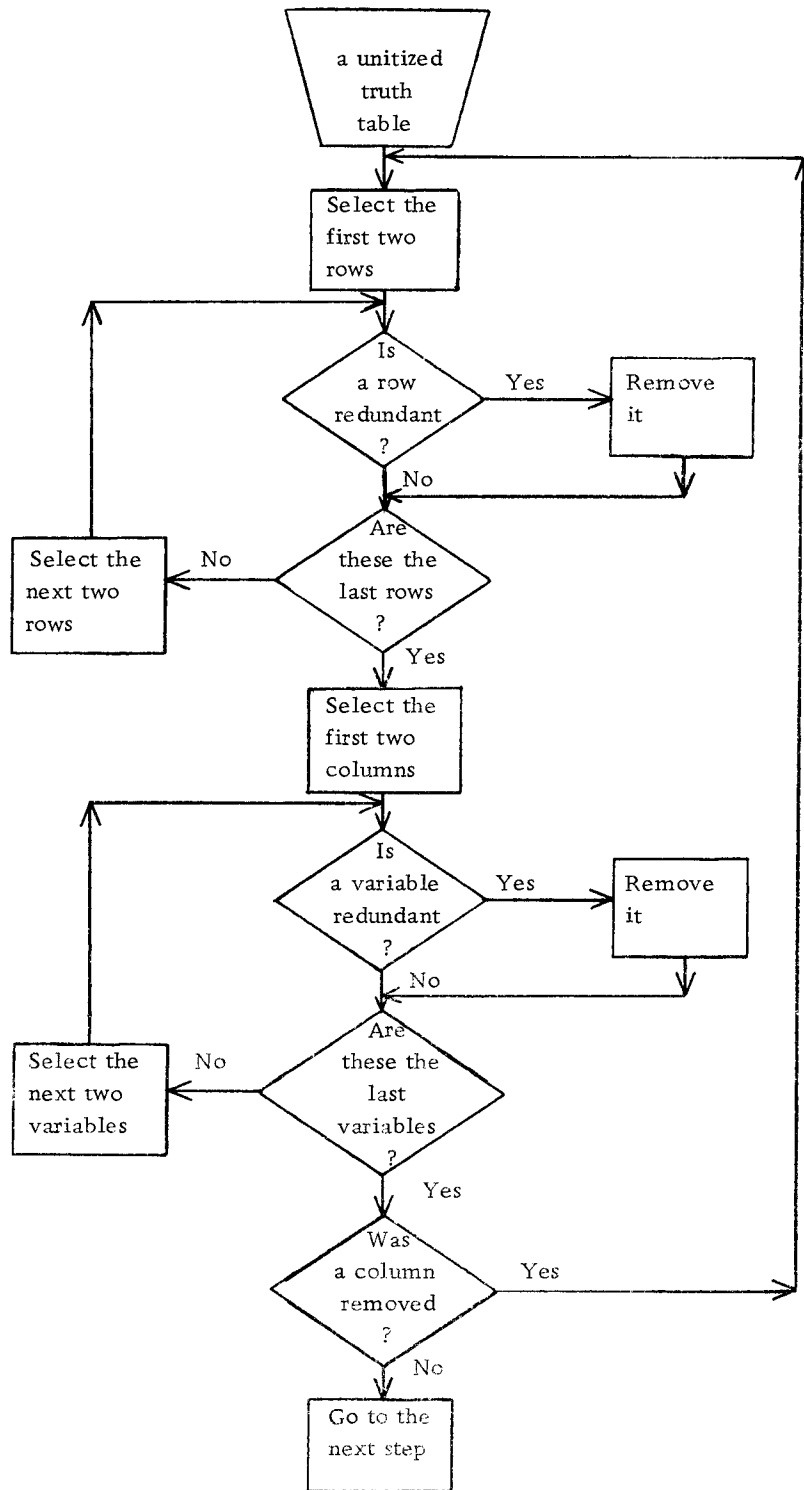 a unitized
truth
table
Select the
first two
rows
Is
a row
redundant
?
Yes
Remove
it
No
Are
these the
last rows
?
No
Select the
next two
rows
Yes
Select the
first two
columns
Is
a variable
redundant
?
Yes
Remove
it
No
Are
these the
last
variables
?
No
Select the
next two
variables
Yes
Was
a column
removed
?
Yes
No
Go to the
next step